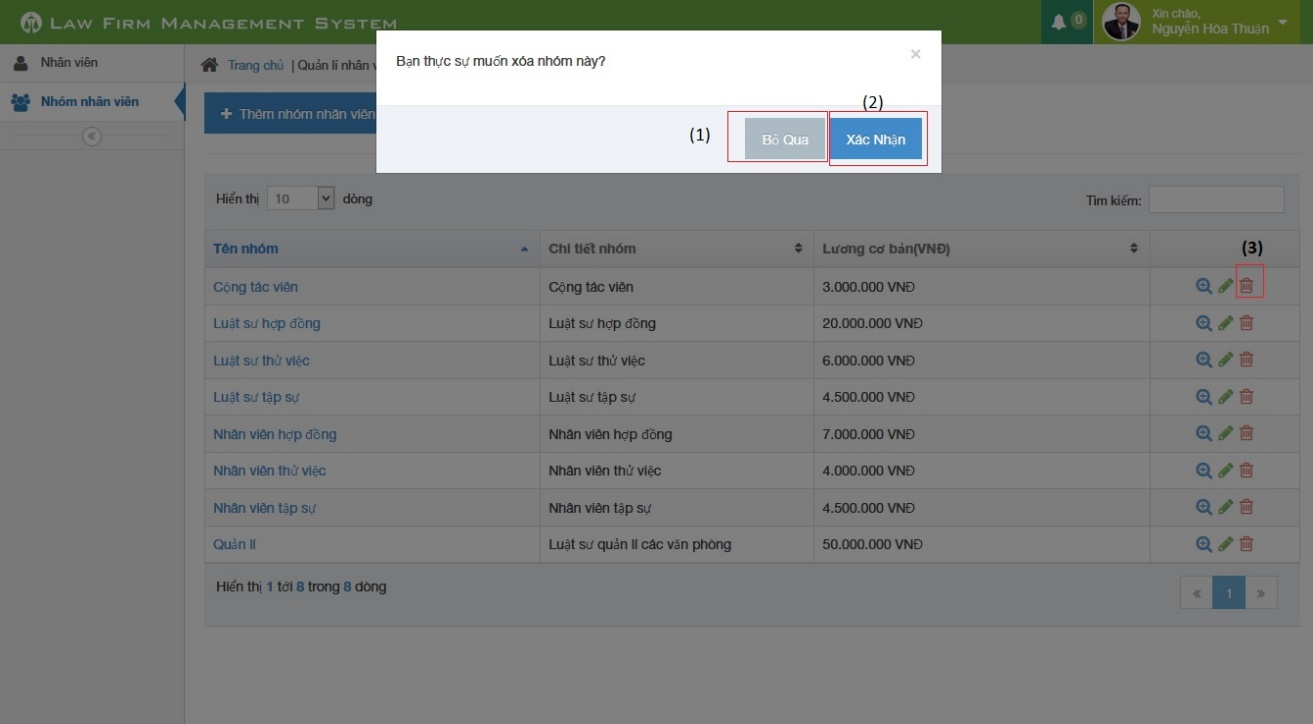 LAW FIRM MANAGEMENT SYSTEM
0
Xin chào,
Nguyễn Hòa Thuận
Nhân viên
Nhóm nhân viên
Trang chủ | Quản lí nhân v
Bạn thực sự muốn xóa nhóm này?
×
+ Thêm nhóm nhân viên
(1)
(2)
Bỏ Qua
Xác Nhận
Hiển thị 10 dòng
Tìm kiếm:
Tên nhóm Chi tiết nhóm Lương cơ bản(VNĐ) (3)
Cộng tác viên Cộng tác viên 3.000.000 VNĐ
Luật sư hợp đồng Luật sư hợp đồng 20.000.000 VNĐ
Luật sư thử việc Luật sư thử việc 6.000.000 VNĐ
Luật sư tập sự Luật sư tập sự 4.500.000 VNĐ
Nhân viên hợp đồng Nhân viên hợp đồng 7.000.000 VNĐ
Nhân viên thử việc Nhân viên thử việc 4.000.000 VNĐ
Nhân viên tập sự Nhân viên tập sự 4.500.000 VNĐ
Quản lí Luật sư quản lí các văn phòng 50.000.000 VNĐ
Hiển thị 1 tới 8 trong 8 dòng
« 1 »